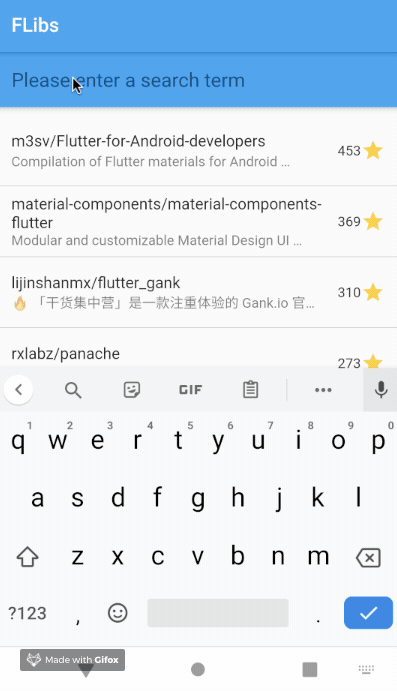 FLibs
Please enter a search term
m3sv/Flutter-for-Android-developers
453
Compilation of Flutter materials for Android ...
material-components/material-components-
flutter
369
Modular and customizable Material Design UI ...
lijinshanmx/flutter_gank
310
🔥 「干货集中营」是一款注重体验的 Gank.io 官...
rxlabz/panache
273
GIF
1 2 3 4 5 6 7 8 9 0
q w e r t y u i o p
a s d f g h j k l
z x c v b n m
?123 , .
Made with Gifox